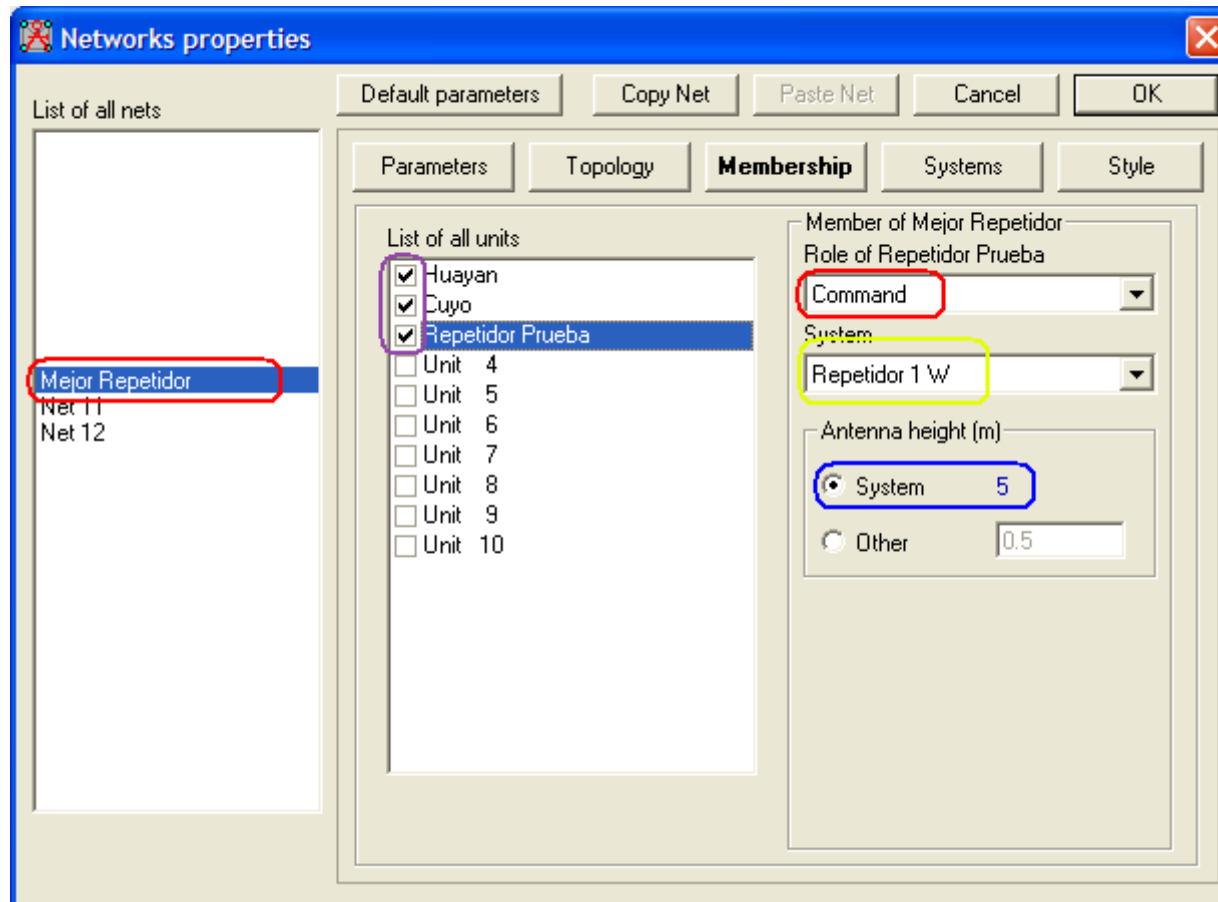 Networks properties
List of all nets
Default parameters
Copy Net
Paste Net
Cancel
OK
Mejor Repetidor
Net 11
Net 12
Parameters
Topology
Membership
Systems
Style
List of all units
Huayan
Cuyo
Repetidor Prueba
Unit 4
Unit 5
Unit 6
Unit 7
Unit 8
Unit 9
Unit 10
Member of Mejor Repetidor
Role of Repetidor Prueba
Command
System
Repetidor 1 W
Antenna height (m)
System 5
Other 0.5